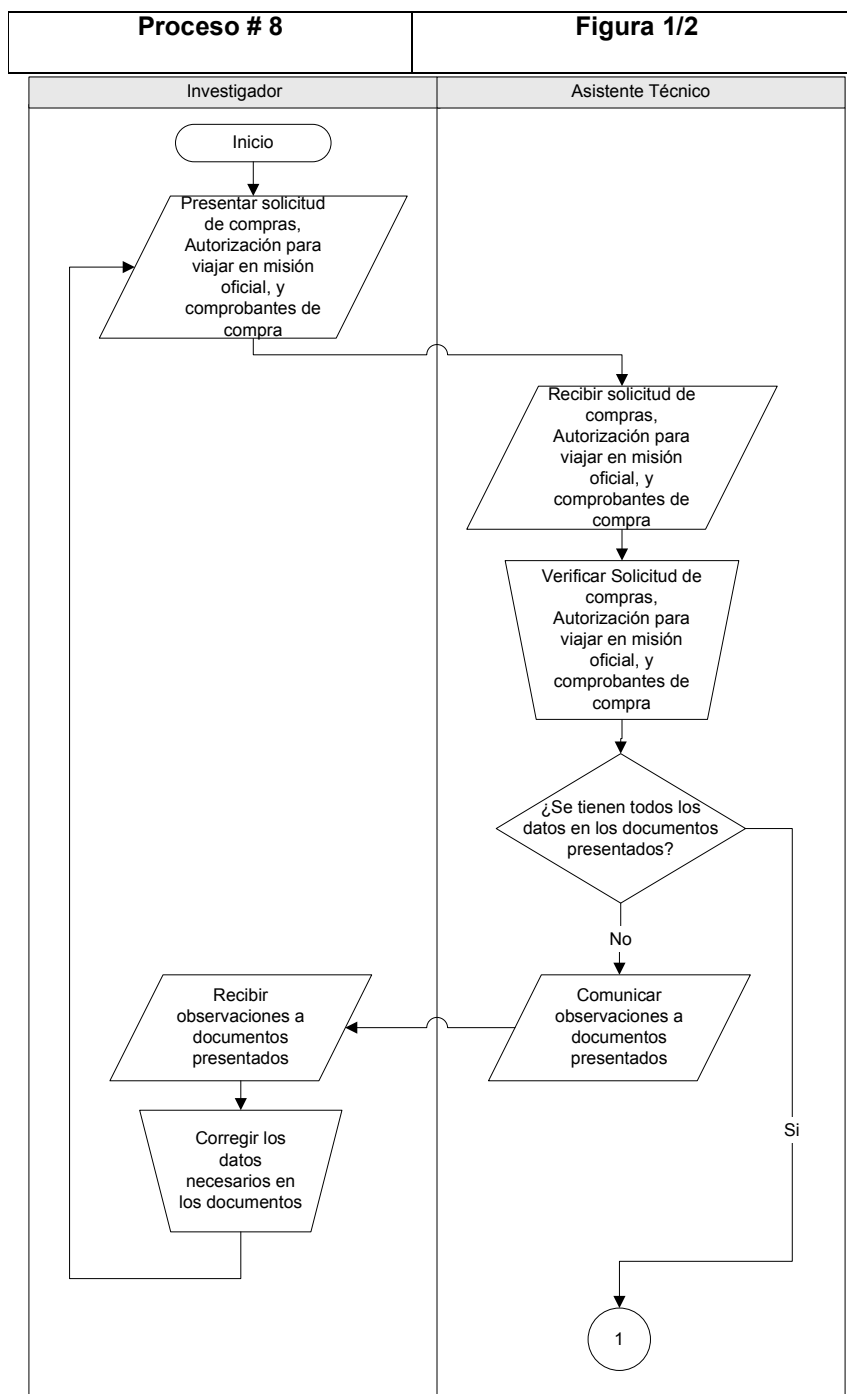 Proceso # 8
Figura 1/2
Investigador
Asistente Técnico
Inicio
Presentar solicitud
de compras,
Autorización para
viajar en misión
oficial, y
comprobantes de
compra
Recibir solicitud de
compras,
Autorización para
viajar en misión
oficial, y
comprobantes de
compra
Verificar Solicitud de
compras,
Autorización para
viajar en misión
oficial, y
comprobantes de
compra
¿Se tienen todos los
datos en los documentos
presentados?
No
Si
Comunicar
observaciones a
documentos
presentados
Recibir
observaciones a
documentos
presentados
Corregir los
datos
necesarios en
los documentos
1